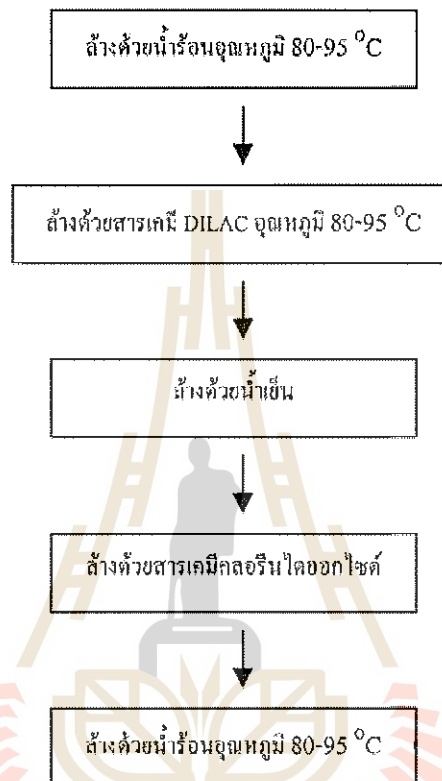 ล้างด้วยน้ำร้อนอุณหภูมิ 80-95 °C
ล้างด้วยสารเคมี DILAC อุณหภูมิ 80-95 °C
ล้างด้วยน้ำเย็น
ล้างด้วยสารเคมีคลอรีนไดออกไซด์
ล้างด้วยน้ำร้อนอุณหภูมิ 80-95 °C